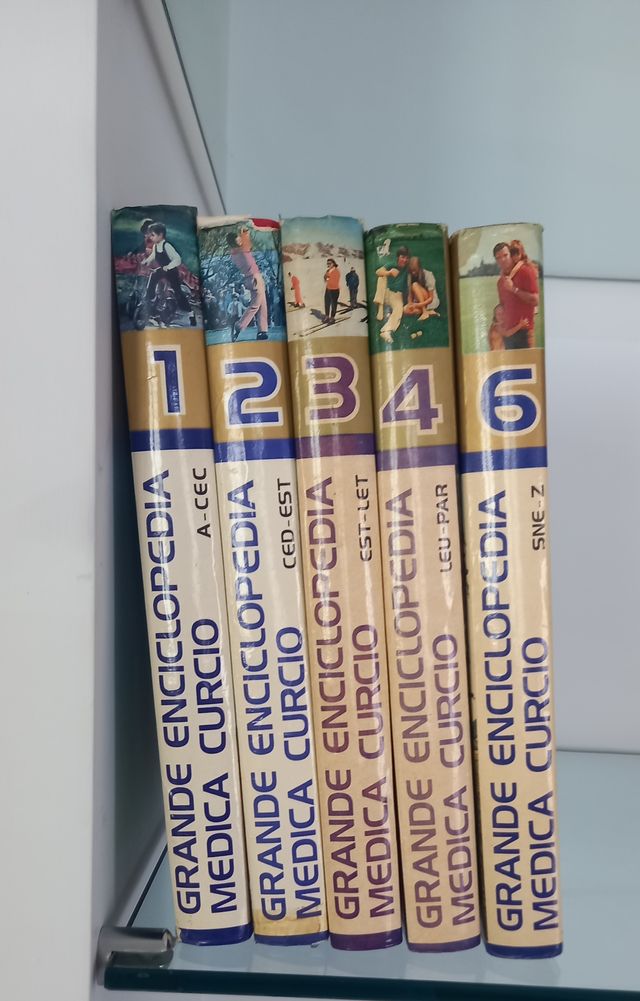 1
A-CEC
GRANDE ENCICLOPEDIA
MEDICA CURCIO
2
CED-EST
GRANDE ENCICLOPEDIA
MEDICA CURCIO
3
EST-LET
GRANDE ENCICLOPEDIA
MEDICA CURCIO
4
LEU-PAR
GRANDE ENCICLOPEDIA
MEDICA CURCIO
6
SNE-Z
GRANDE ENCICLOPEDIA
MEDICA CURCIO